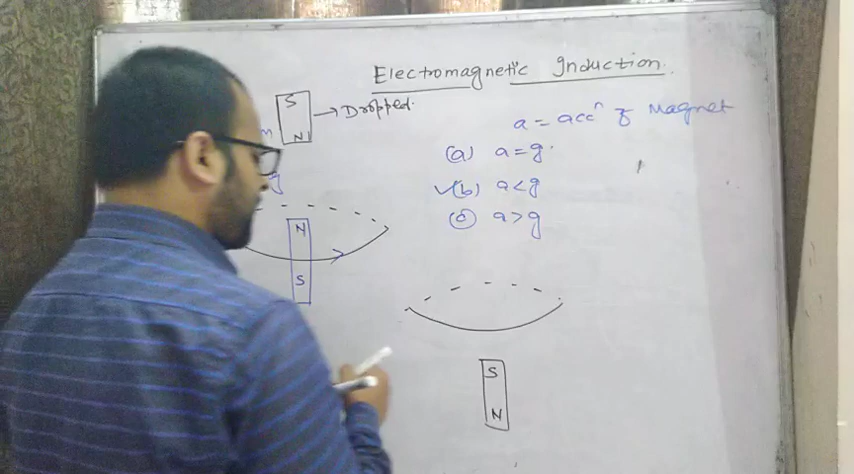 Electromagnetic Induction.
S
N
→ Dropped.
m
g
a = accⁿ of Magnet
(a) a = g.
✓(b) a < g
(c) a > g
N
S
S
N